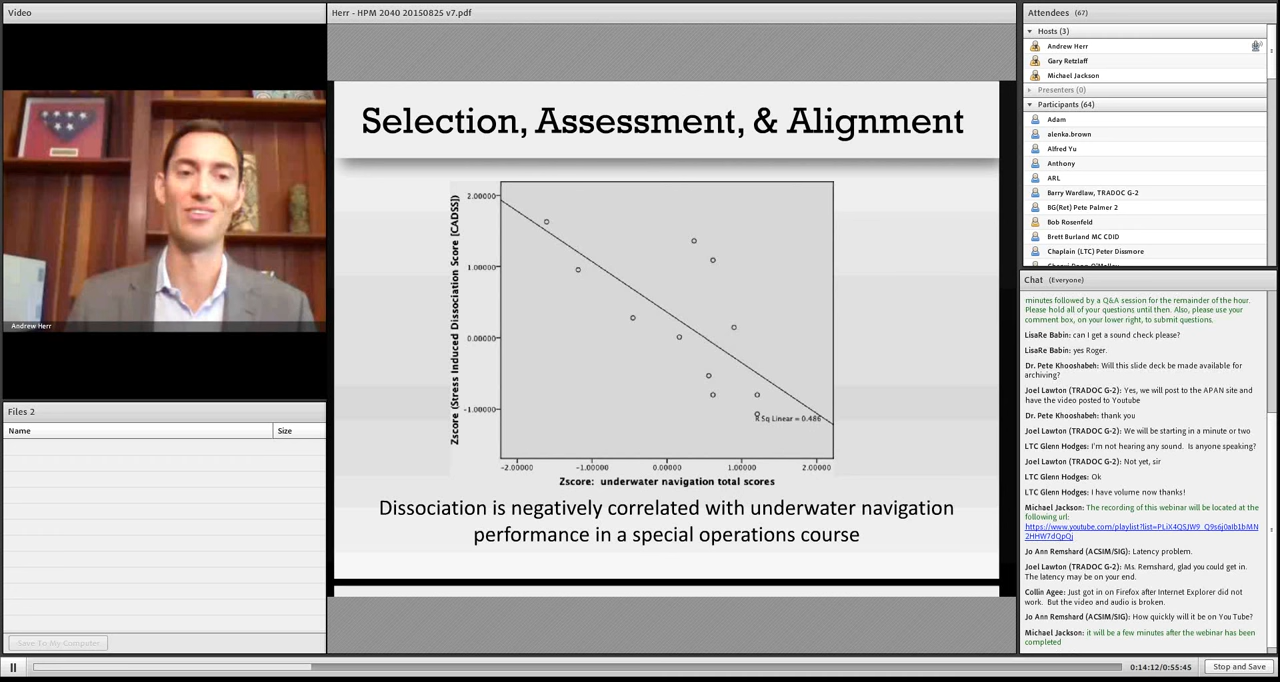 Video
Andrew Herr
Files 2
Name
Size
Save To My Computer
Herr - HPM 2040 20150825 v7.pdf
Selection, Assessment, & Alignment
Zscore (Stress Induced Dissociation Score [CADSS])
2.00000
1.00000
0.00000
-1.00000
R Sq Linear = 0.486
-2.00000 -1.00000 0.00000 1.00000 2.00000
Zscore: underwater navigation total scores
Dissociation is negatively correlated with underwater navigation
performance in a special operations course
Attendees (67)
Hosts (3)
Andrew Herr
Gary Retzlaff
Michael Jackson
Presenters (0)
Participants (64)
Adam
alenka.brown
Alfred Yu
Anthony
ARL
Barry Wardlaw, TRADOC G-2
BG(Ret) Pete Palmer 2
Bob Rosenfeld
Brett Burland MC CDID
Chaplain (LTC) Peter Dissmore
Chat (Everyone)
minutes followed by a Q&A session for the remainder of the hour.
Please hold all of your questions until then. Also, please use your
comment box, on your lower right, to submit questions.
LisaRe Babin: can I get a sound check please?
LisaRe Babin: yes Roger.
Dr. Pete Khooshabeh: Will this slide deck be made available for
archiving?
Joel Lawton (TRADOC G-2): Yes, we will post to the APAN site and
have the video posted to Youtube
Dr. Pete Khooshabeh: thank you
Joel Lawton (TRADOC G-2): We will be starting in a minute or two
LTC Glenn Hodges: I'm not hearing any sound. Is anyone speaking?
Joel Lawton (TRADOC G-2): Not yet, sir
LTC Glenn Hodges: Ok
LTC Glenn Hodges: I have volume now thanks!
Michael Jackson: The recording of this webinar will be located at the
following url:
Jo Ann Remshard (ACSIM/SIG): Latency problem.
Joel Lawton (TRADOC G-2): Ms. Remshard, glad you could get in.
The latency may be on your end.
Collin Agee: Just got in on Firefox after Internet Explorer did not
work. But the video and audio is broken.
Jo Ann Remshard (ACSIM/SIG): How quickly will it be on YouTube?
Michael Jackson: it will be a few minutes after the webinar has been
completed
0:14:12/0:55:45
Stop and Save